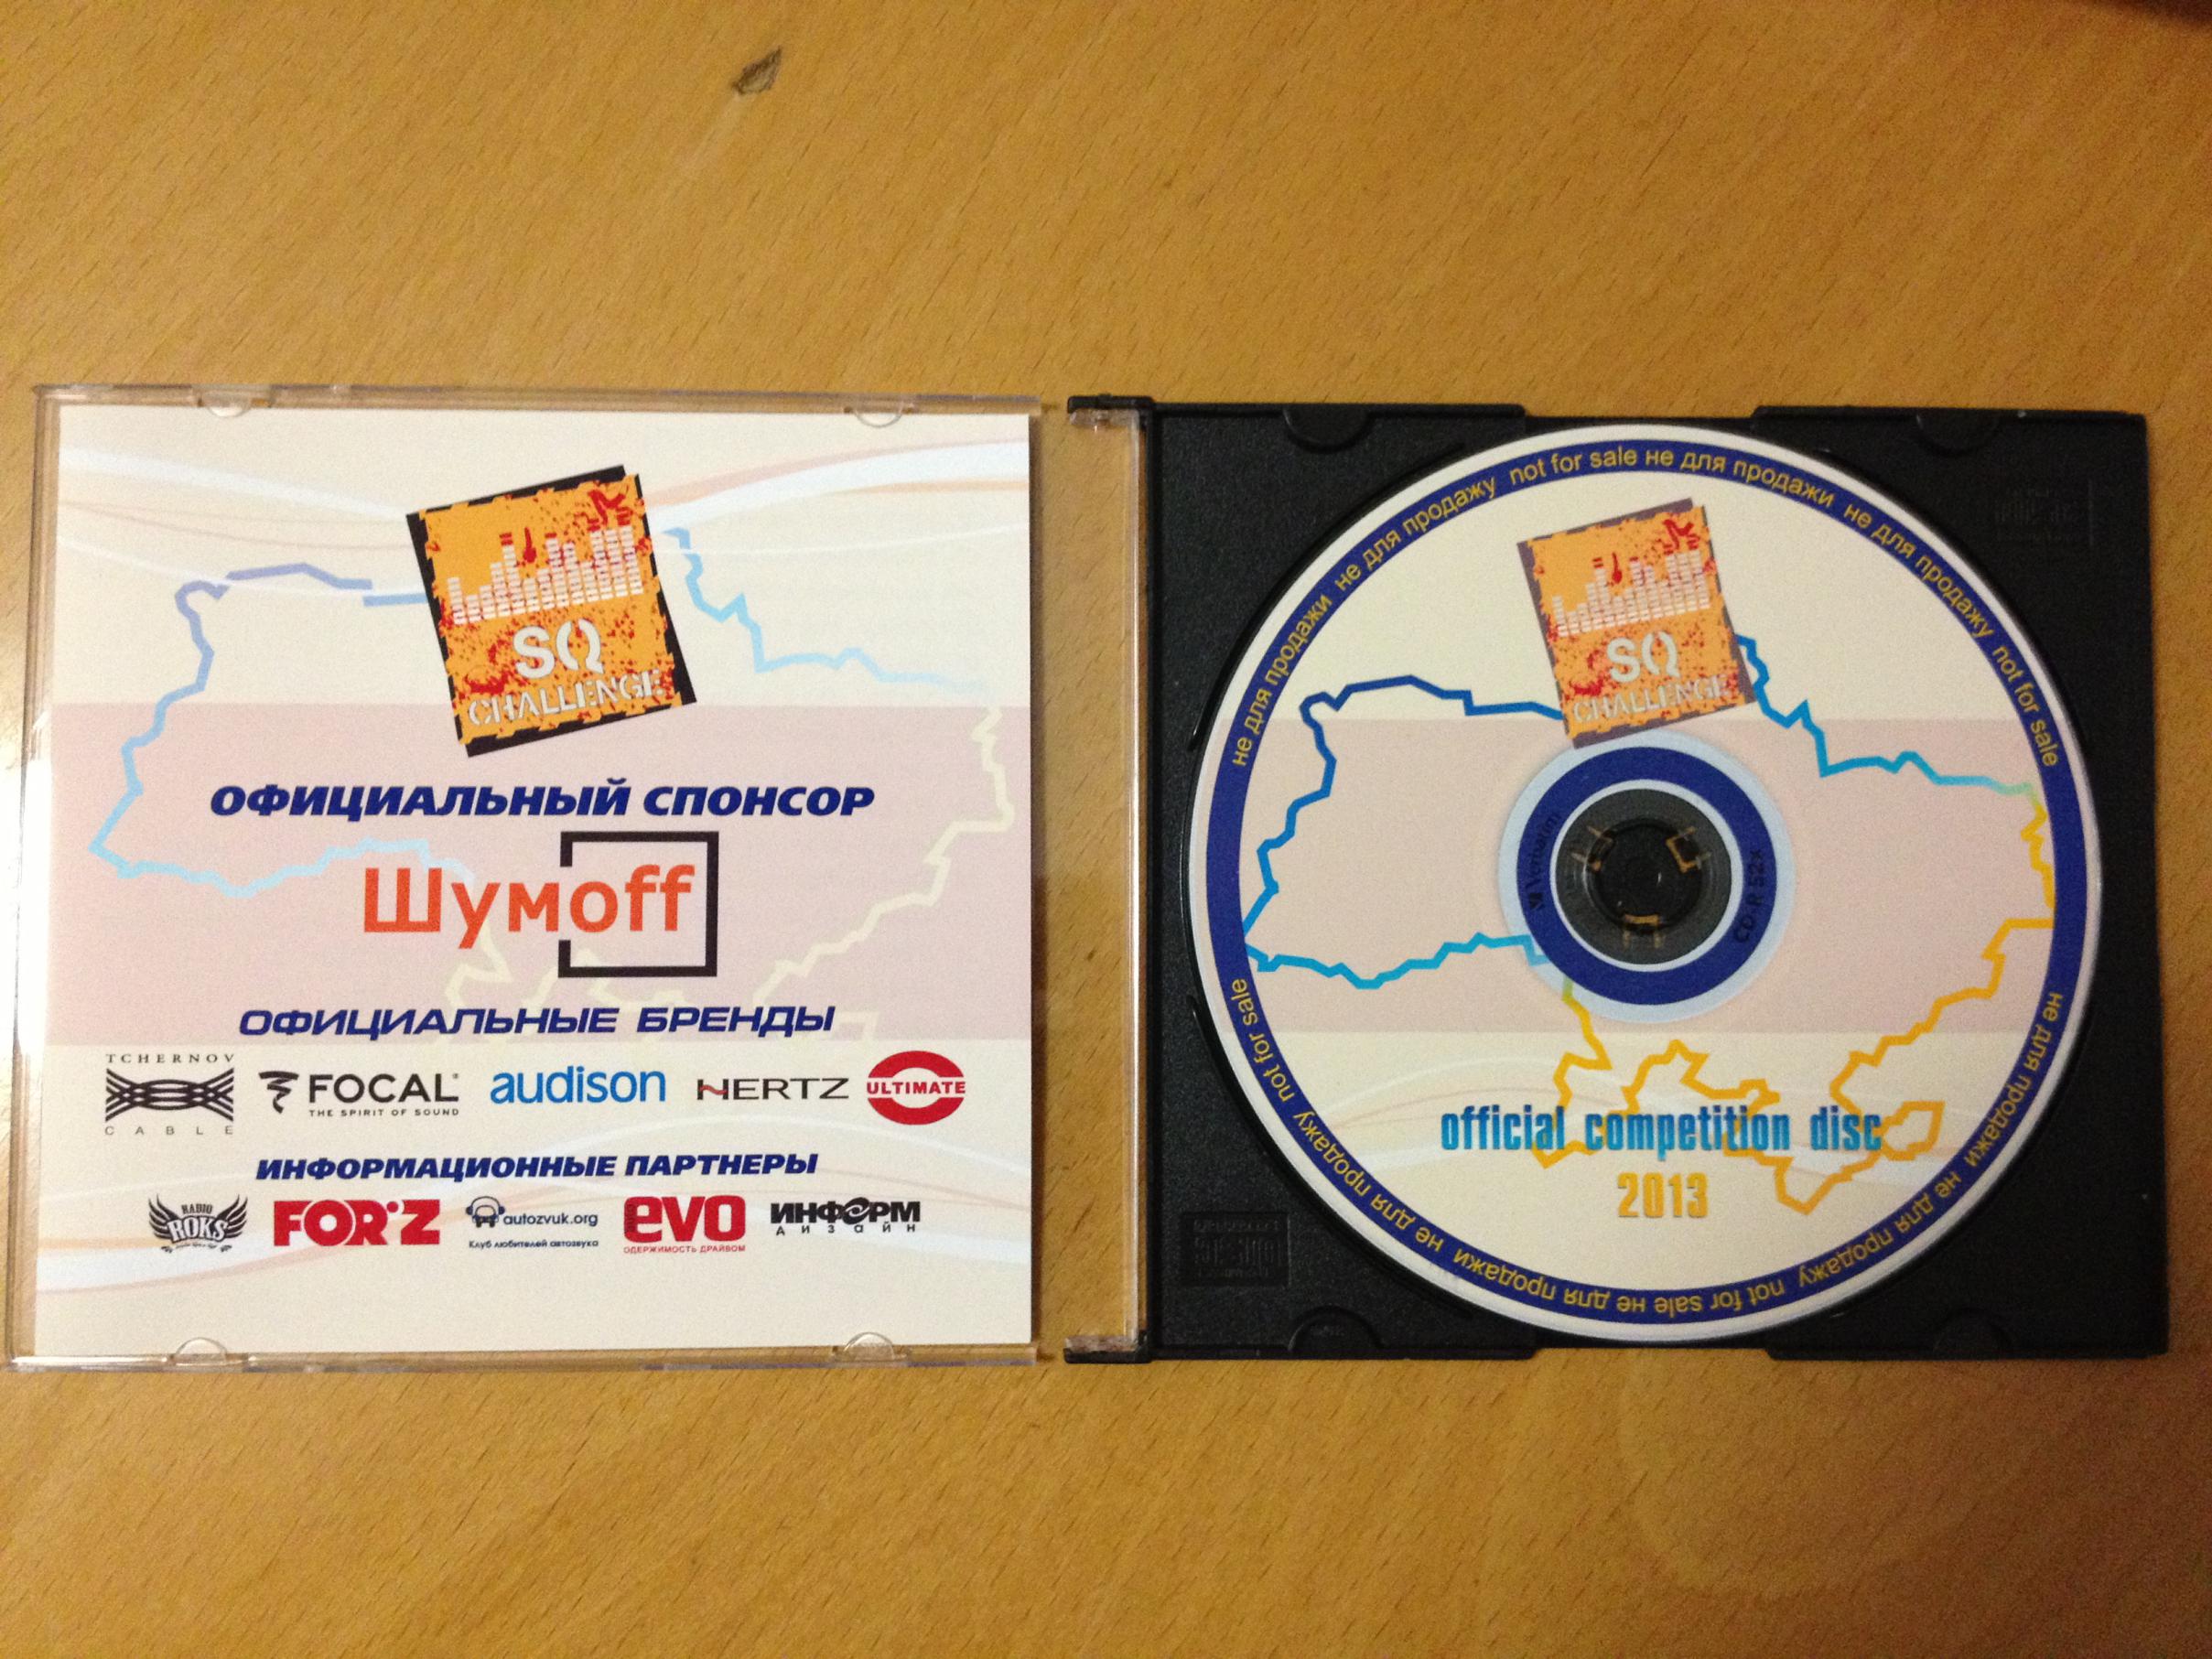 SQ
CHALLENGE
ОФИЦИАЛЬНЫЙ СПОНСОР
Шумoff
ОФИЦИАЛЬНЫЕ БРЕНДЫ
TCHERNOV
CABLE
FOCAL
THE SPIRIT OF SOUND
audison
HERTZ
ULTIMATE
ИНФОРМАЦИОННЫЕ ПАРТНЕРЫ
RADIO
ROKS
FOR'Z
autozvuk.org
Клуб любителей автозвука
evo
ОДЕРЖИМОСТЬ ДРАЙВОМ
ИНФОРМ
ДИЗАЙН
не для продажи не для продажу not for sale не для продажи не для продажу not for sale
SQ
CHALLENGE
Verbatim
CD-R 52x
official competition disc
2013
не для продажи не для продажу not for sale не для продажи не для продажу not for sale